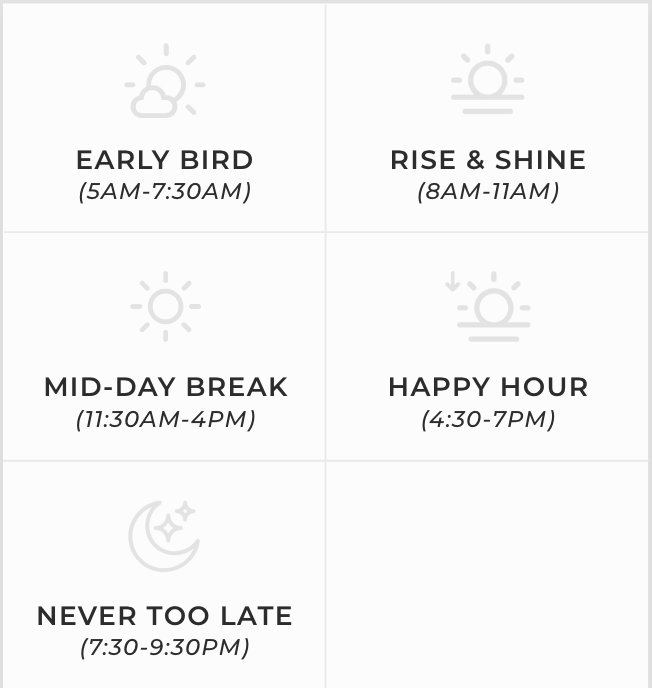 EARLY BIRD
(5AM-7:30AM)
RISE & SHINE
(8AM-11AM)
MID-DAY BREAK
(11:30AM-4PM)
HAPPY HOUR
(4:30-7PM)
NEVER TOO LATE
(7:30-9:30PM)